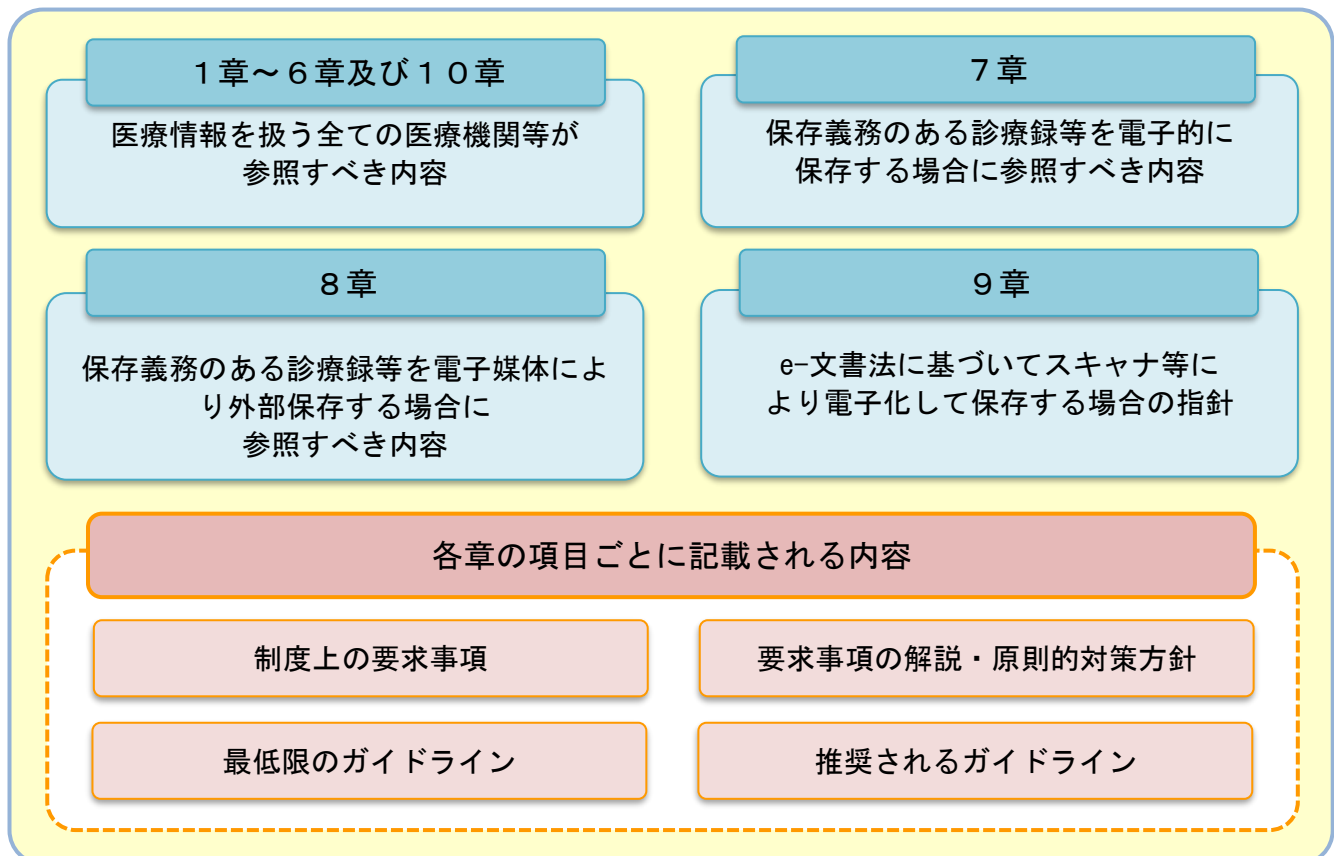 １章～６章及び１０章
医療情報を扱う全ての医療機関等が
参照すべき内容
７章
保存義務のある診療録等を電子的に
保存する場合に参照すべき内容
８章
保存義務のある診療録等を電子媒体によ
り外部保存する場合に
参照すべき内容
９章
e-文書法に基づいてスキャナ等に
より電子化して保存する場合の指針
各章の項目ごとに記載される内容
制度上の要求事項
要求事項の解説・原則的対策方針
最低限のガイドライン
推奨されるガイドライン